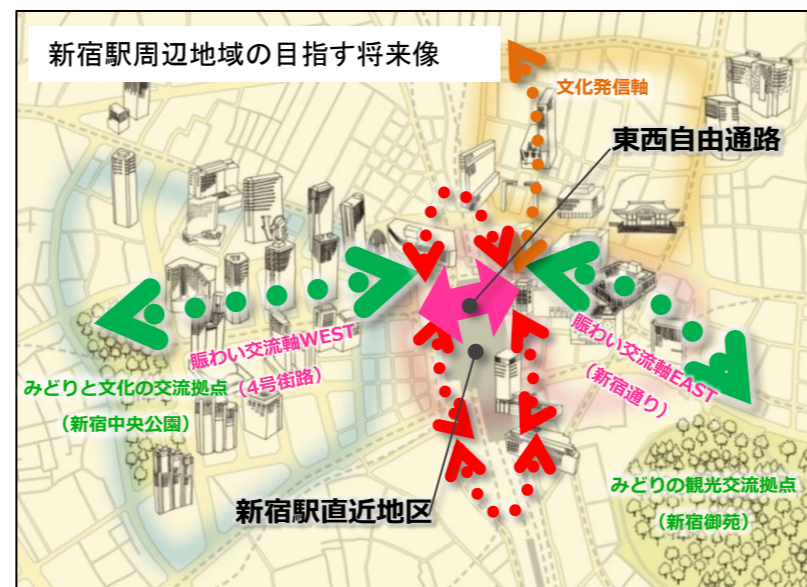 新宿駅周辺地域の目指す将来像
文化発信軸
東西自由通路
賑わい交流軸WEST
（4号街路）
賑わい交流軸EAST
（新宿通り）
みどりと文化の交流拠点
（新宿中央公園）
みどりの観光交流拠点
（新宿御苑）
新宿駅直近地区